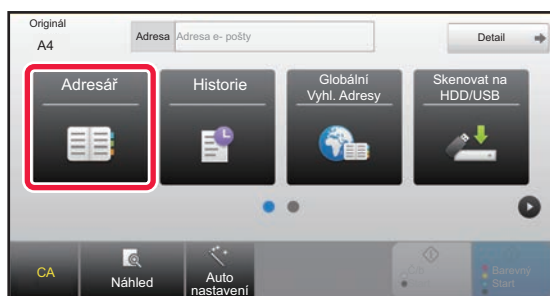 Originál
A4
Adresa
Adresa e- pošty
Detail
Adresář
Historie
Globální
Vyhl. Adresy
Skenovat na
HDD/USB
CA
Náhled
Auto
nastavení
Barevný
Start